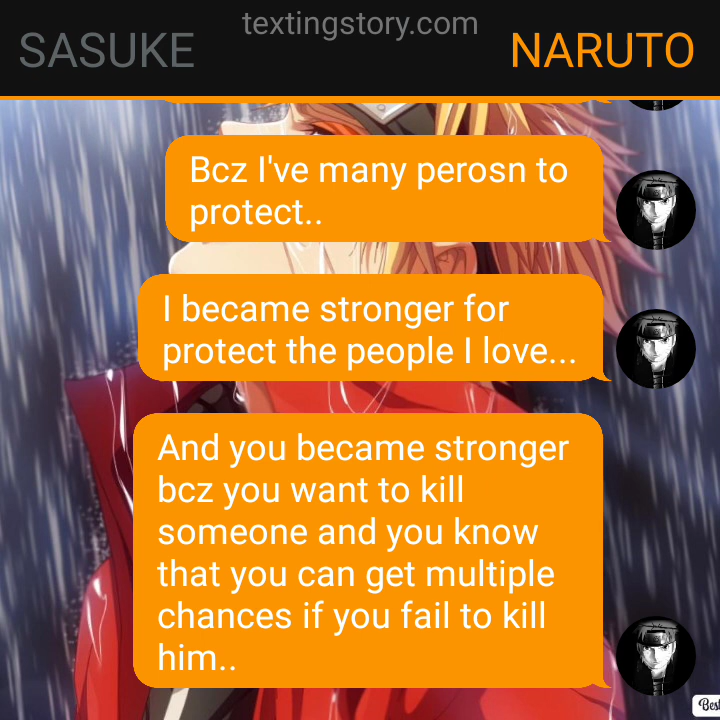 textingstory.com
SASUKE
NARUTO
Bcz I've many perosn to
protect..
I became stronger for
protect the people I love...
And you became stronger
bcz you want to kill
someone and you know
that you can get multiple
chances if you fail to kill
him..
Best